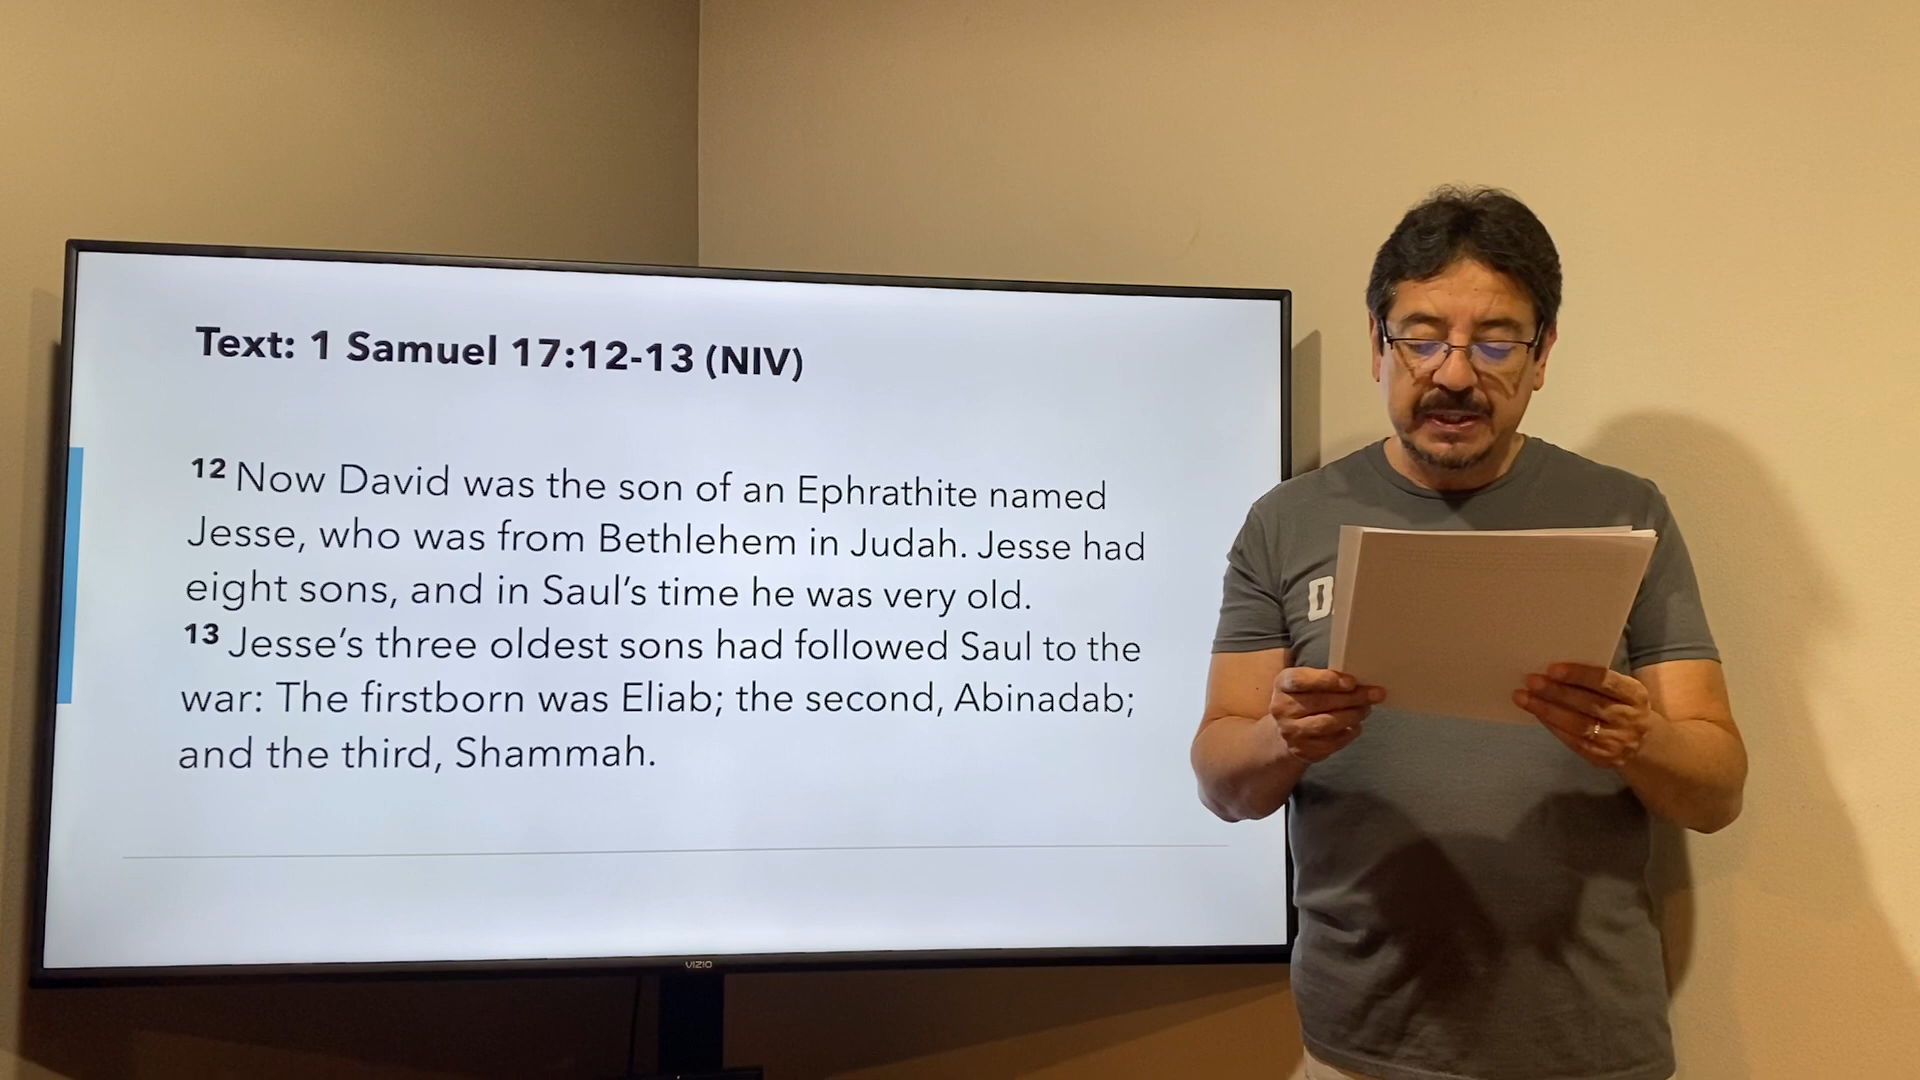 Text: 1 Samuel 17:12-13 (NIV)
12 Now David was the son of an Ephrathite named
Jesse, who was from Bethlehem in Judah. Jesse had
eight sons, and in Saul’s time he was very old.
13 Jesse’s three oldest sons had followed Saul to the
war: The firstborn was Eliab; the second, Abinadab;
and the third, Shammah.
VIZIO